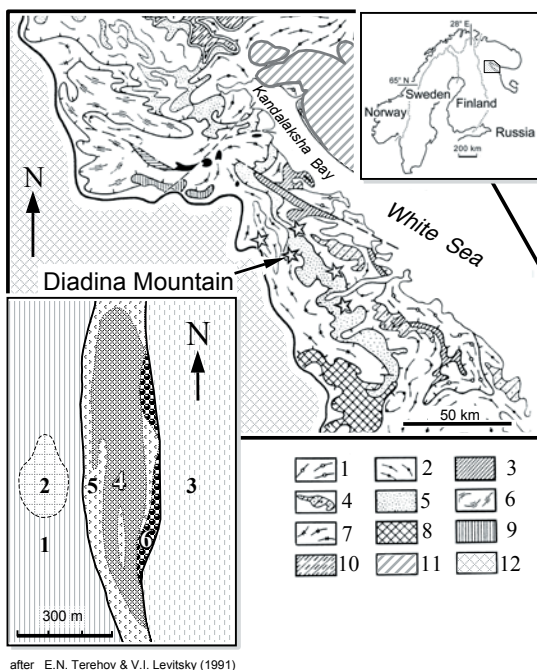 28° E
65° N
Sweden
Norway
Finland
Russia
200 km
Kandalaksha Bay
White Sea
N
Diadina Mountain
50 km
N
2
5
4
3
1
6
300 m
1 2 3
4 5 6
7 8 9
10 11 12
after E.N. Terehov & V.I. Levitsky (1991)